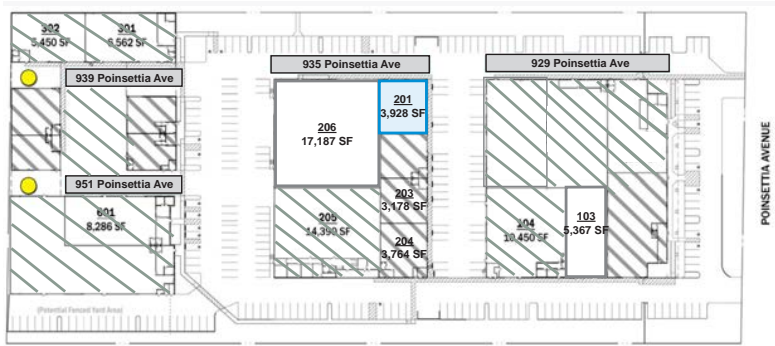 302
5,450 SF
301
6,562 SF
939 Poinsettia Ave
951 Poinsettia Ave
601
8,286 SF
(Potential Fenced Yard Area)
935 Poinsettia Ave
201
3,928 SF
206
17,187 SF
203
3,178 SF
205
14,390 SF
204
3,764 SF
929 Poinsettia Ave
104
10,450 SF
103
5,367 SF
POINSETTIA AVENUE